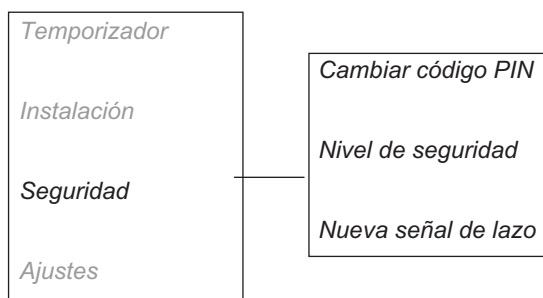 Temporizador
Instalación
Seguridad
Ajustes
Cambiar código PIN
Nivel de seguridad
Nueva señal de lazo